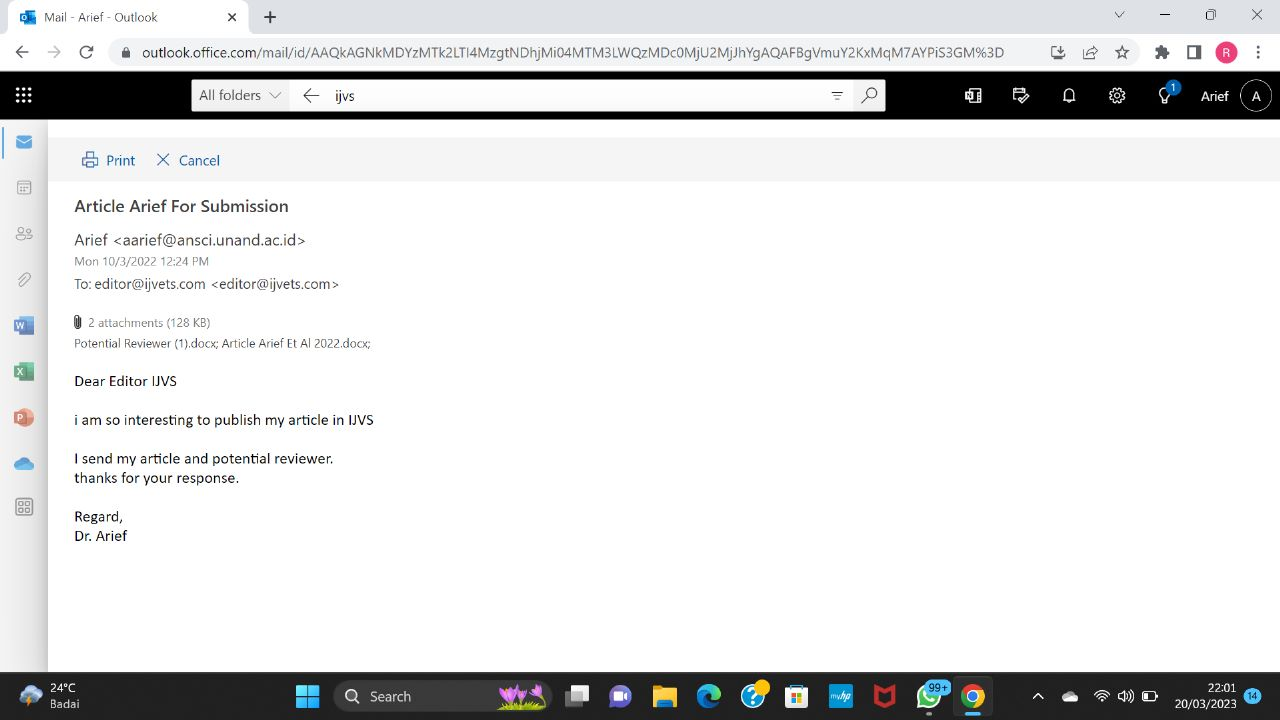 Mail - Arief - Outlook
outlook.office.com/mail/id/AAQkAGNkMDYzMTk2LTI4MzgtNDhjMi04MTM3LWQzMDc0MjU2MjJhYgAQAFBgVmuY2KxMqM7AYPiS3GM%3D
R
All folders
ijvs
1
Arief
A
Print
Cancel
Article Arief For Submission
Arief <aarief@ansci.unand.ac.id>
Mon 10/3/2022 12:24 PM
To: editor@ijvets.com <editor@ijvets.com>
2 attachments (128 KB)
Potential Reviewer (1).docx; Article Arief Et Al 2022.docx;
Dear Editor IJVS
i am so interesting to publish my article in IJVS
I send my article and potential reviewer.
thanks for your response.
Regard,
Dr. Arief
24°C
Badai
Search
myhp
99+
22:01
20/03/2023
14